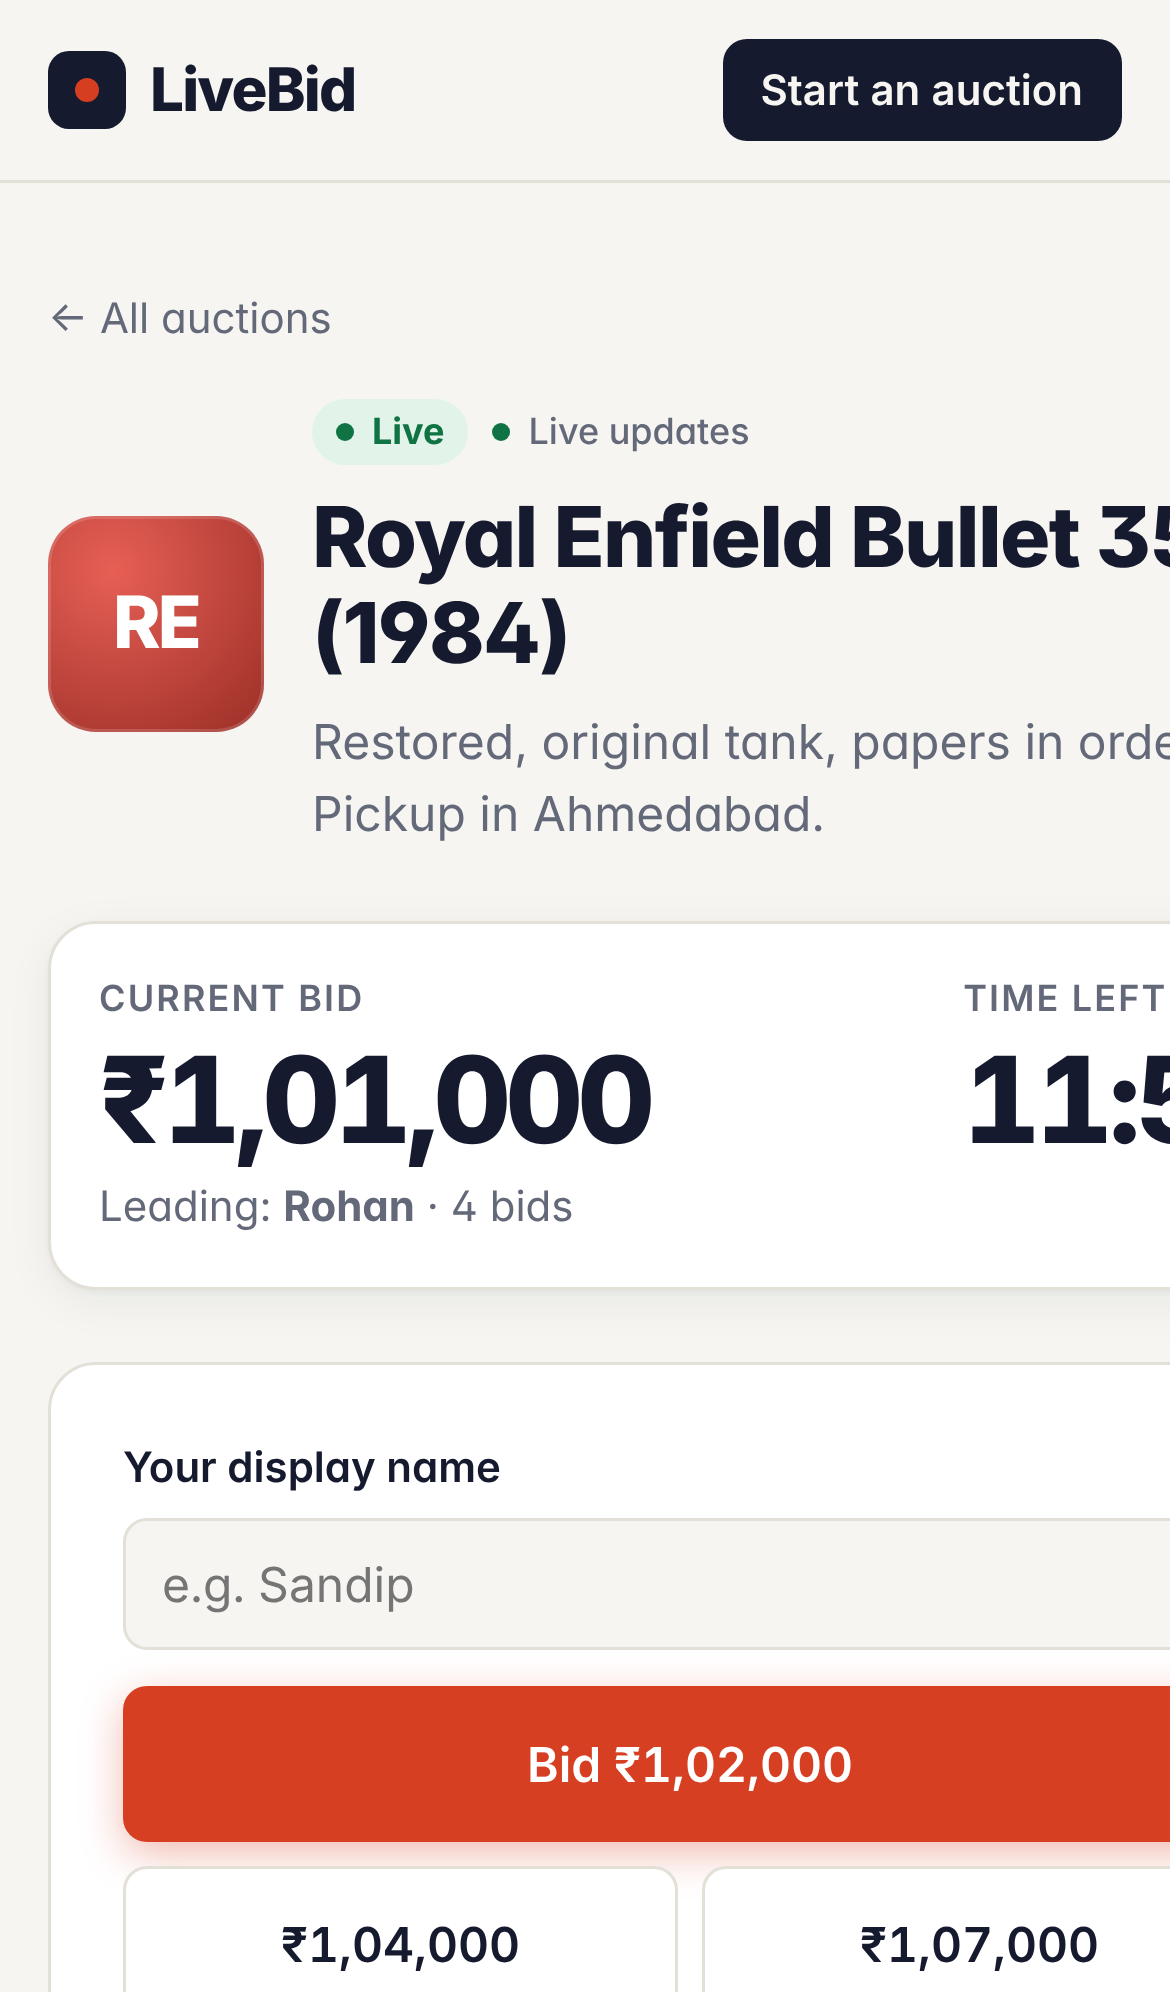 LiveBid
Start an auction
← All auctions
Live
Live updates
RE
Royal Enfield Bullet
(1984)
Restored, original tank, papers in
Pickup in Ahmedabad.
CURRENT BID
TIME LEFT
₹1,01,000
Leading: Rohan · 4 bids
Your display name
e.g. Sandip
Bid ₹1,02,000
₹1,04,000
₹1,07,000